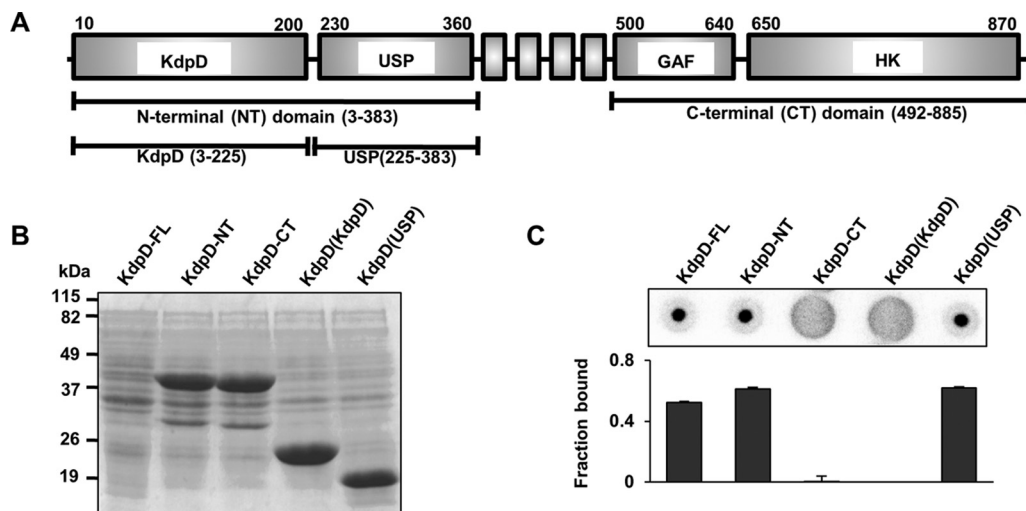 A
10 200 230 360 500 640 650 870
KdpD USP GAF HK
N-terminal (NT) domain (3-383) C-terminal (CT) domain (492-885)
KdpD (3-225) USP(225-383)
B
KdpD-FL KdpD-NT KdpD-CT KdpD(KdpD) KdpD(USP)
kDa
115
82
49
37
26
19
C
KdpD-FL KdpD-NT KdpD-CT KdpD(KdpD) KdpD(USP)
Fraction bound
0.8
0.4
0